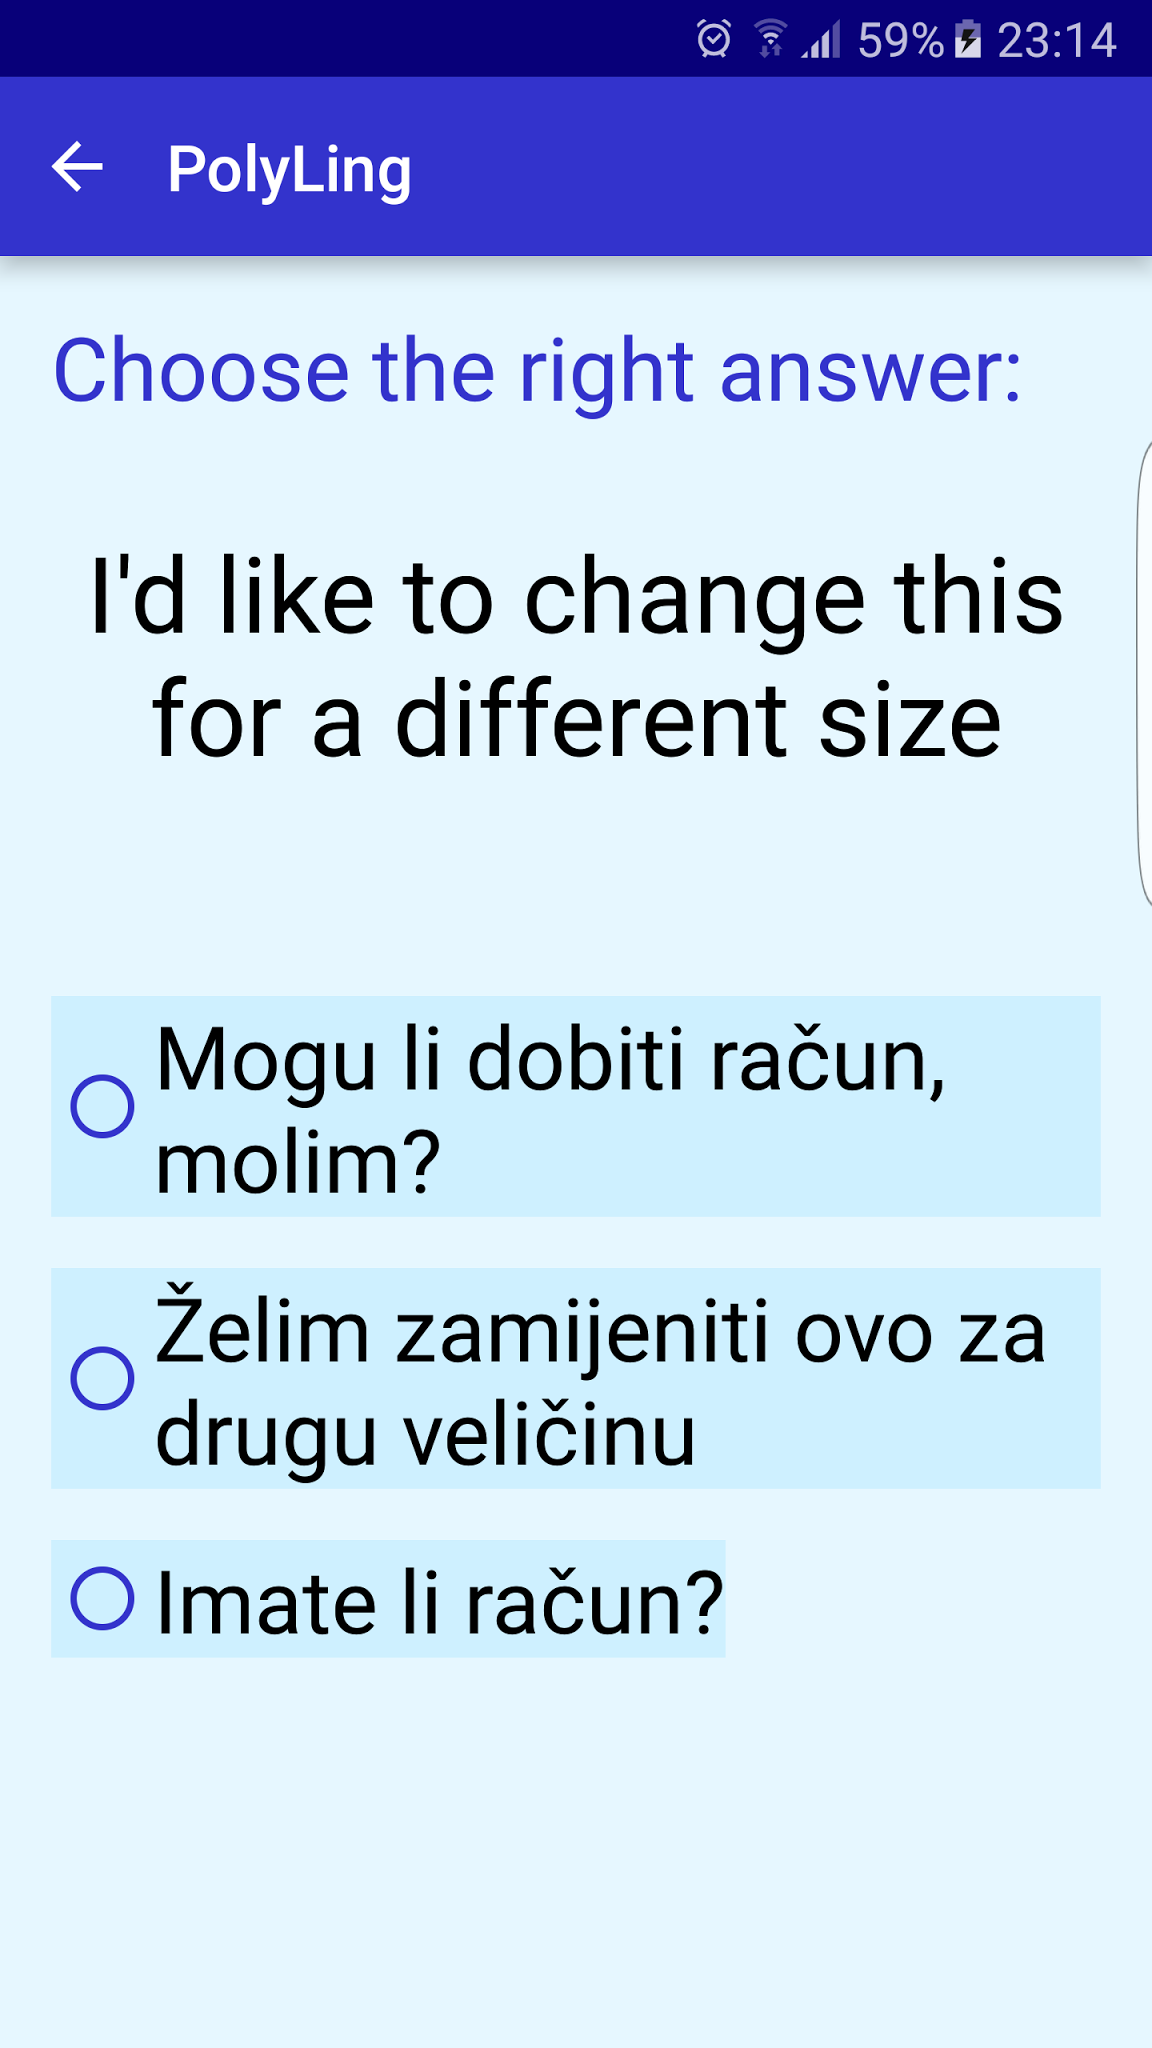 59% 23:14
PolyLing
Choose the right answer:
I'd like to change this
for a different size
Mogu li dobiti račun,
molim?
Želim zamijeniti ovo za
drugu veličinu
Imate li račun?